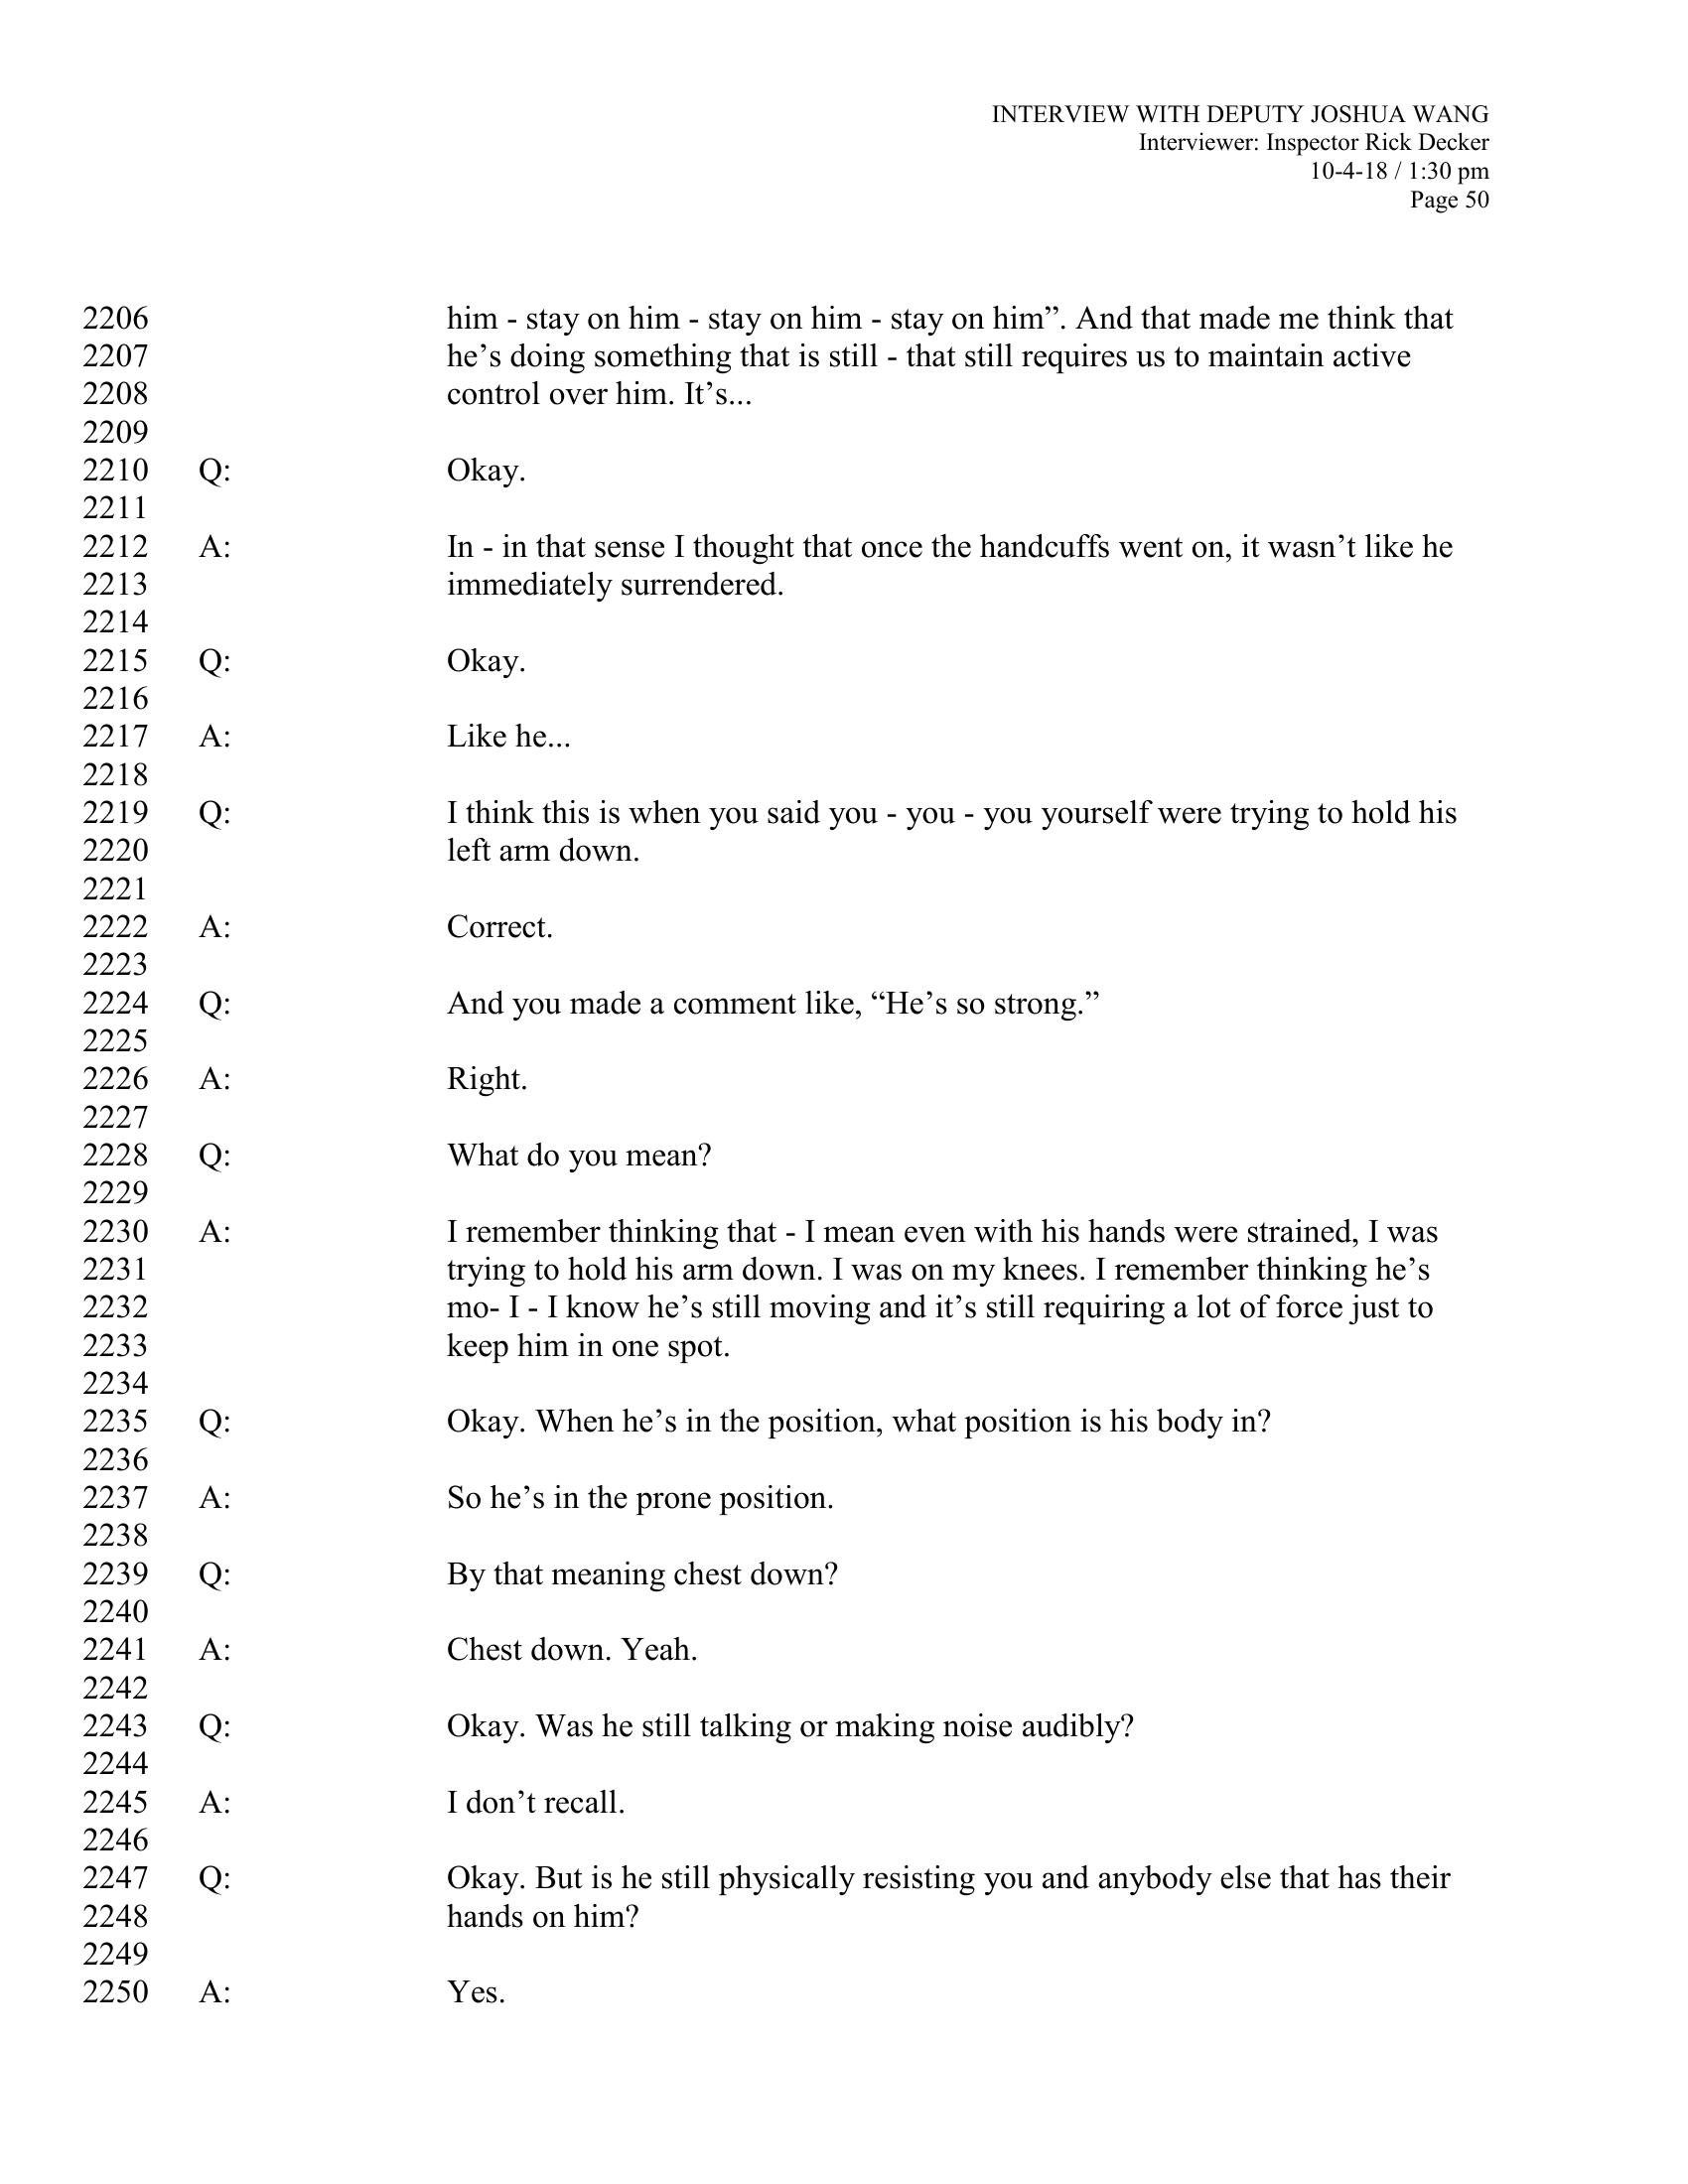 INTERVIEW WITH DEPUTY JOSHUA WANG
Interviewer: Inspector Rick Decker
10-4-18 / 1:30 pm
Page 50
2206 him - stay on him - stay on him - stay on him”. And that made me think that
2207 he’s doing something that is still - that still requires us to maintain active
2208 control over him. It’s...
2209
2210 Q: Okay.
2211
2212 A: In - in that sense I thought that once the handcuffs went on, it wasn’t like he
2213 immediately surrendered.
2214
2215 Q: Okay.
2216
2217 A: Like he...
2218
2219 Q: I think this is when you said you - you - you yourself were trying to hold his
2220 left arm down.
2221
2222 A: Correct.
2223
2224 Q: And you made a comment like, “He’s so strong.”
2225
2226 A: Right.
2227
2228 Q: What do you mean?
2229
2230 A: I remember thinking that - I mean even with his hands were strained, I was
2231 trying to hold his arm down. I was on my knees. I remember thinking he’s
2232 mo- I - I know he’s still moving and it’s still requiring a lot of force just to
2233 keep him in one spot.
2234
2235 Q: Okay. When he’s in the position, what position is his body in?
2236
2237 A: So he’s in the prone position.
2238
2239 Q: By that meaning chest down?
2240
2241 A: Chest down. Yeah.
2242
2243 Q: Okay. Was he still talking or making noise audibly?
2244
2245 A: I don’t recall.
2246
2247 Q: Okay. But is he still physically resisting you and anybody else that has their
2248 hands on him?
2249
2250 A: Yes.